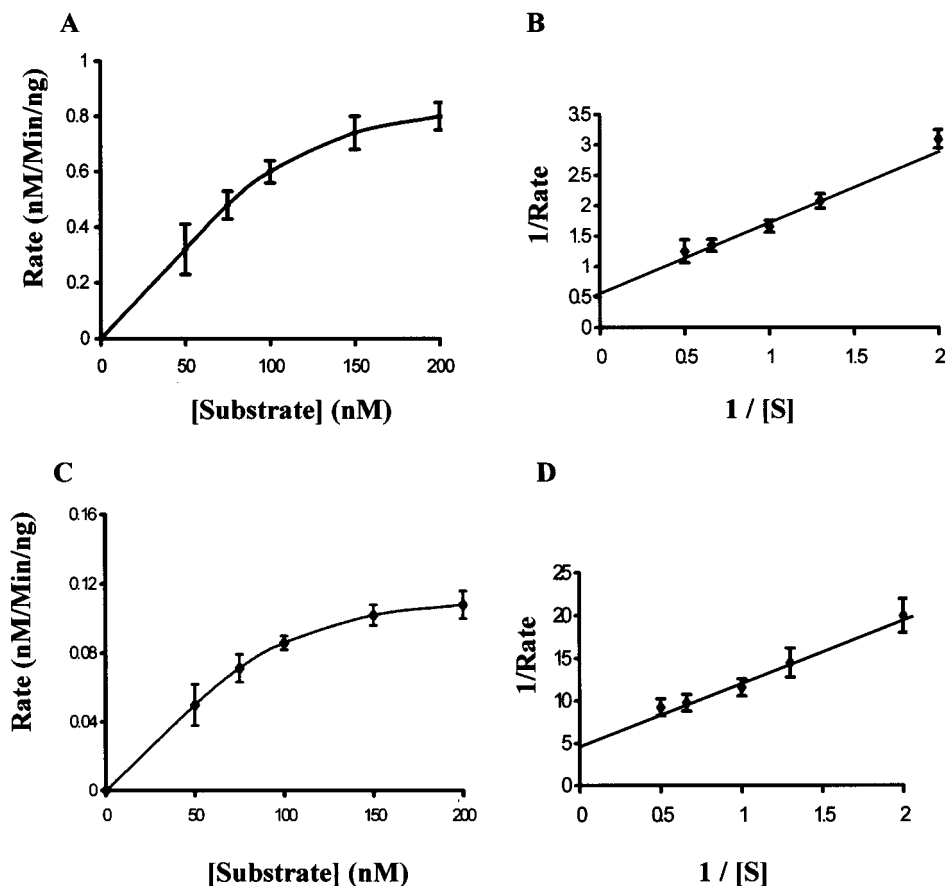 A
Rate (nM/Min/ng)
1
0.8
0.6
0.4
0.2
0
0 50 100 150 200
[Substrate] (nM)
B
1/Rate
3.5
3
2.5
2
1.5
1
0.5
0
0 0.5 1 1.5 2
1 / [S]
C
Rate (nM/Min/ng)
0.16
0.12
0.08
0.04
0
0 50 100 150 200
[Substrate] (nM)
D
1/Rate
25
20
15
10
5
0
0 0.5 1 1.5 2
1 / [S]